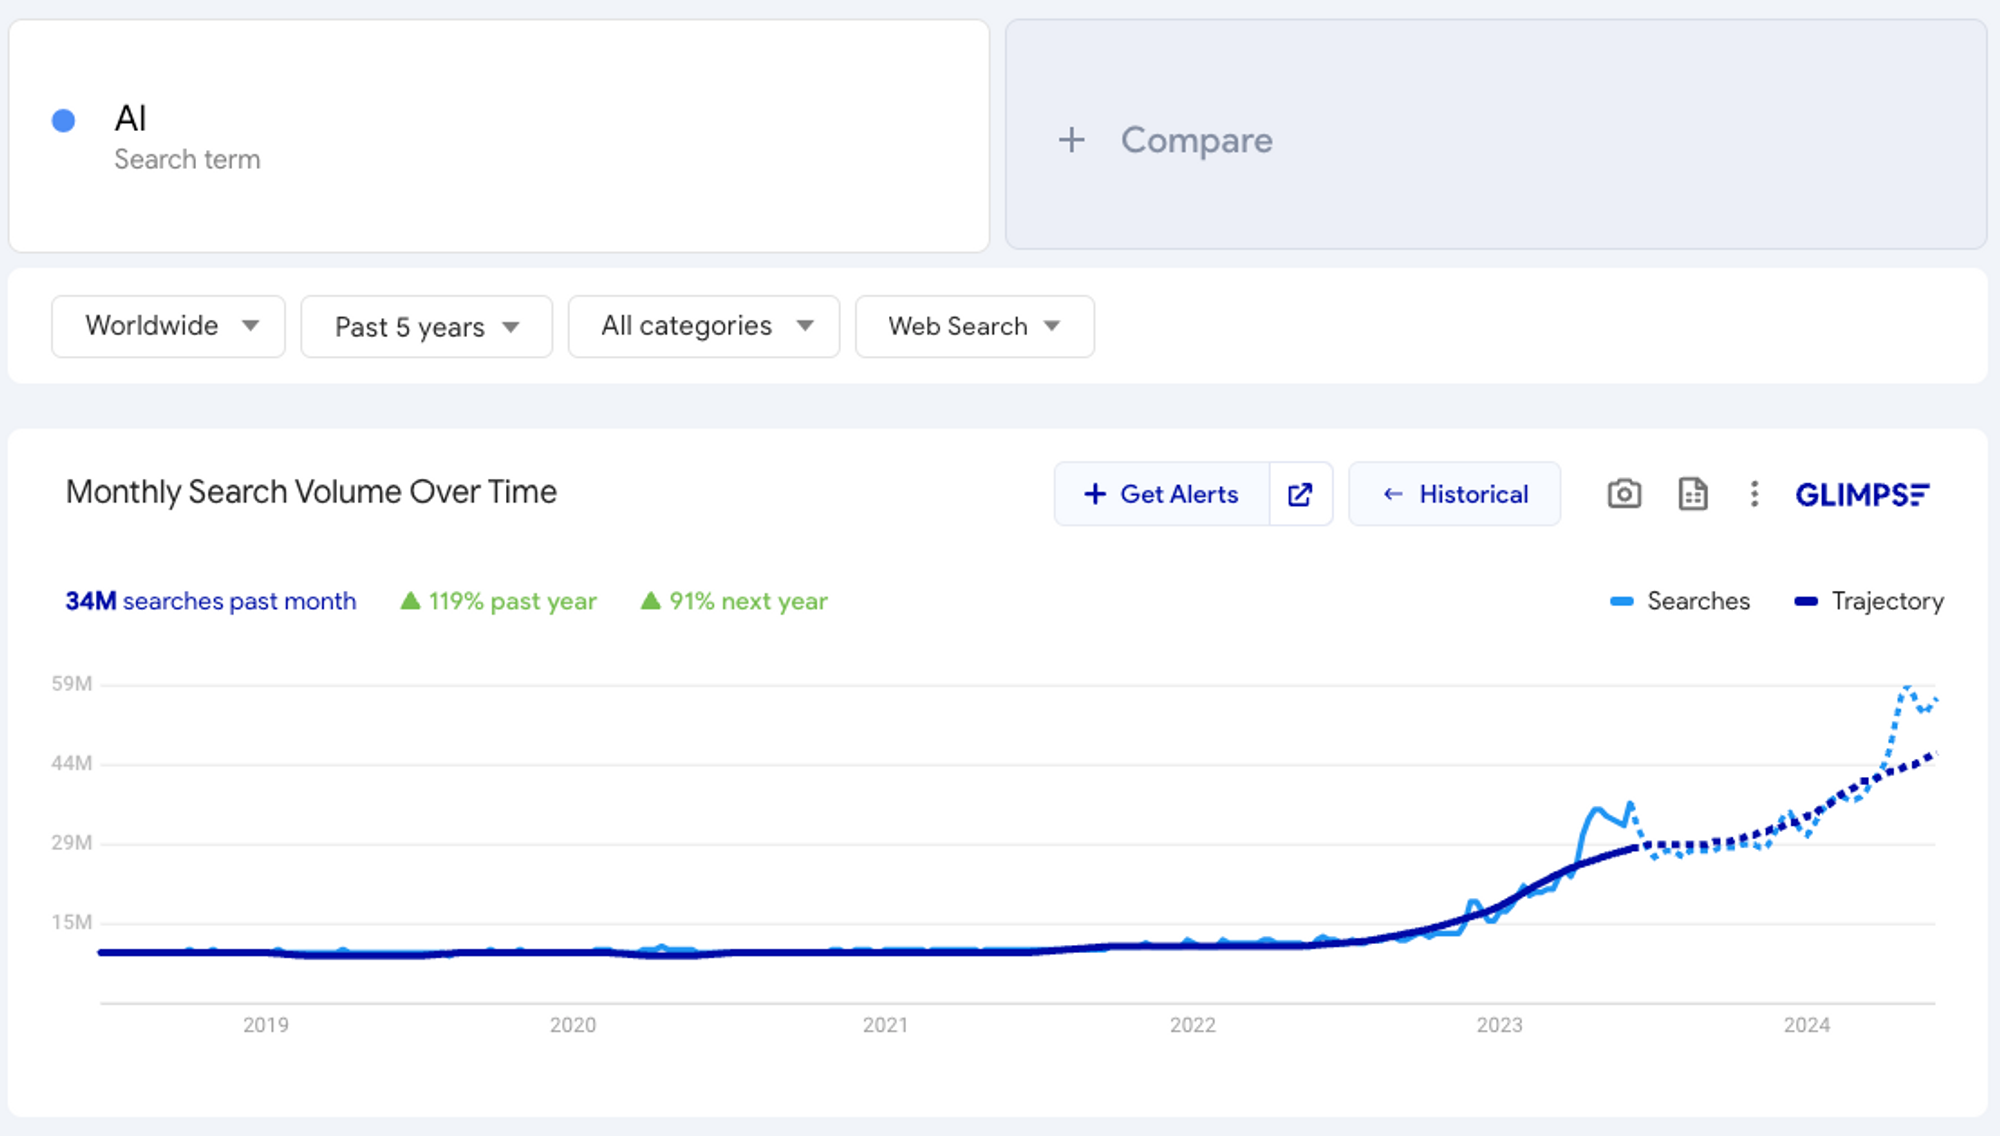 AI
Search term
+ Compare
Worldwide Past 5 years All categories Web Search
Monthly Search Volume Over Time
+ Get Alerts ← Historical GLIMPSE
34M searches past month ▲ 119% past year ▲ 91% next year Searches Trajectory
59M
44M
29M
15M
2019 2020 2021 2022 2023 2024